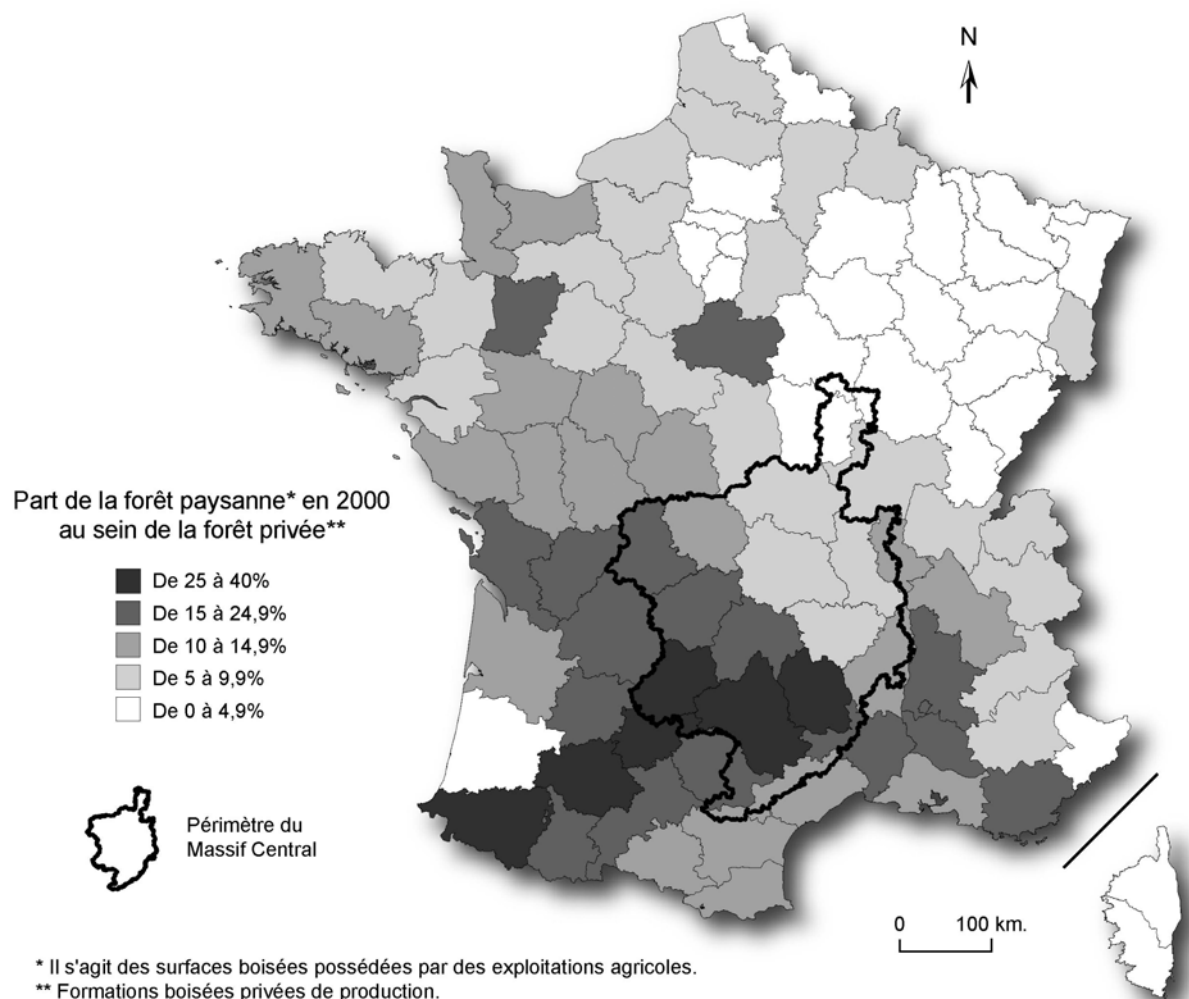 N
Part de la forêt paysanne* en 2000
au sein de la forêt privée**
De 25 à 40%
De 15 à 24,9%
De 10 à 14,9%
De 5 à 9,9%
De 0 à 4,9%
Périmètre du
Massif Central
0 100 km.
* Il s'agit des surfaces boisées possédées par des exploitations agricoles.
** Formations boisées privées de production.